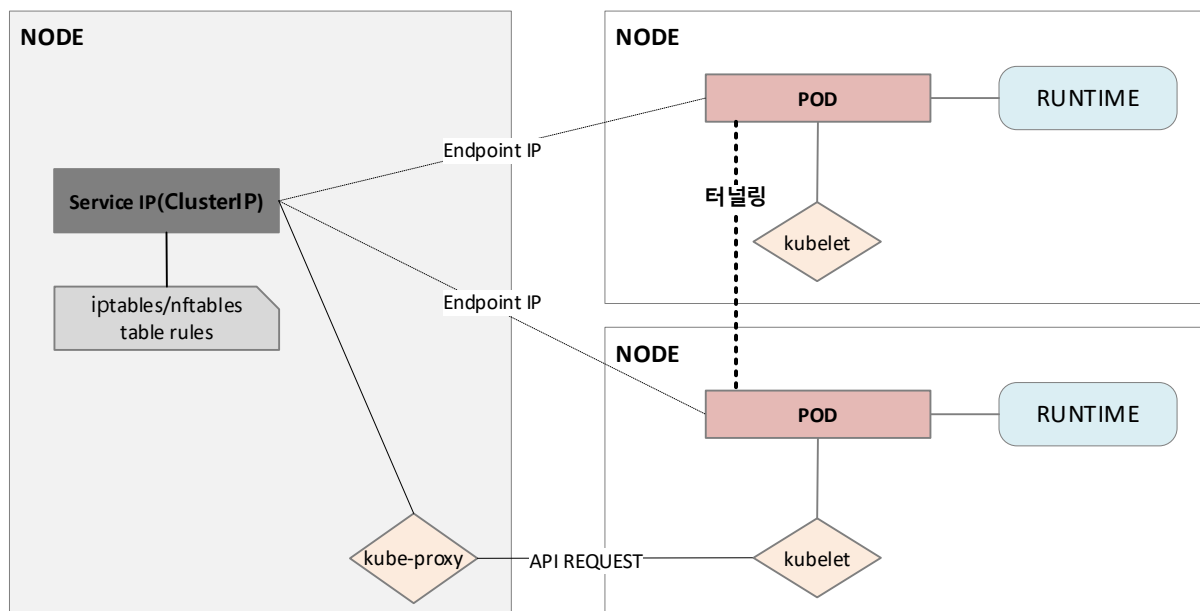 NODE
Service IP(ClusterIP)
iptables/nftables
table rules
Endpoint IP
Endpoint IP
kube-proxy
API REQUEST
NODE
POD
RUNTIME
터널링
kubelet
NODE
POD
RUNTIME
kubelet